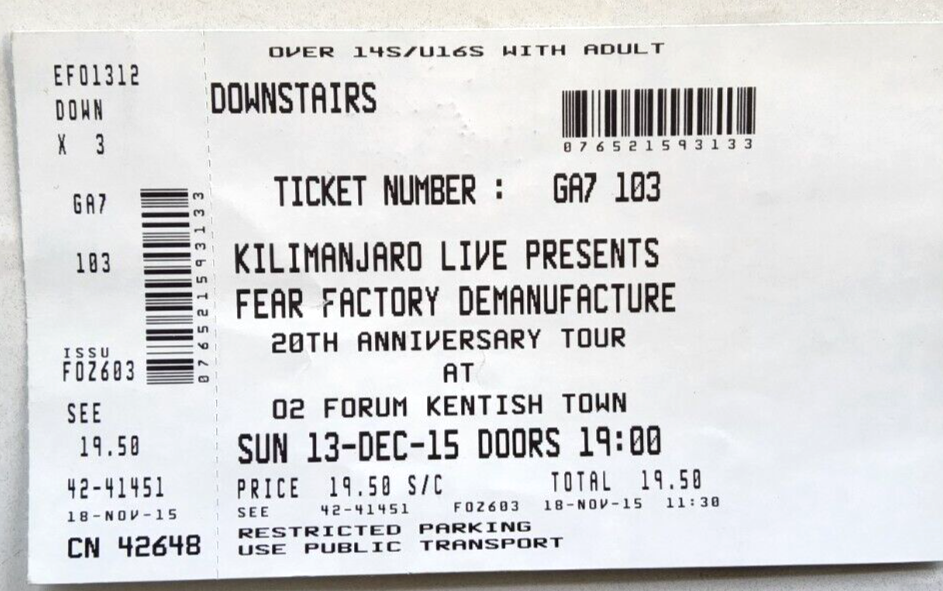 OVER 14S/U16S WITH ADULT
EF01312
DOWN
X 3
GA7
103
076521593133
ISSU
FOZ603
SEE
19.50
42-41451
18-NOV-15
CN 42648
DOWNSTAIRS
076521593133
TICKET NUMBER : GA7 103
KILIMANJARO LIVE PRESENTS
FEAR FACTORY DEMANUFACTURE
20TH ANNIVERSARY TOUR
AT
O2 FORUM KENTISH TOWN
SUN 13-DEC-15 DOORS 19:00
PRICE 19.50 S/C TOTAL 19.50
SEE 42-41451 FOZ603 18-NOV-15 11:30
RESTRICTED PARKING
USE PUBLIC TRANSPORT